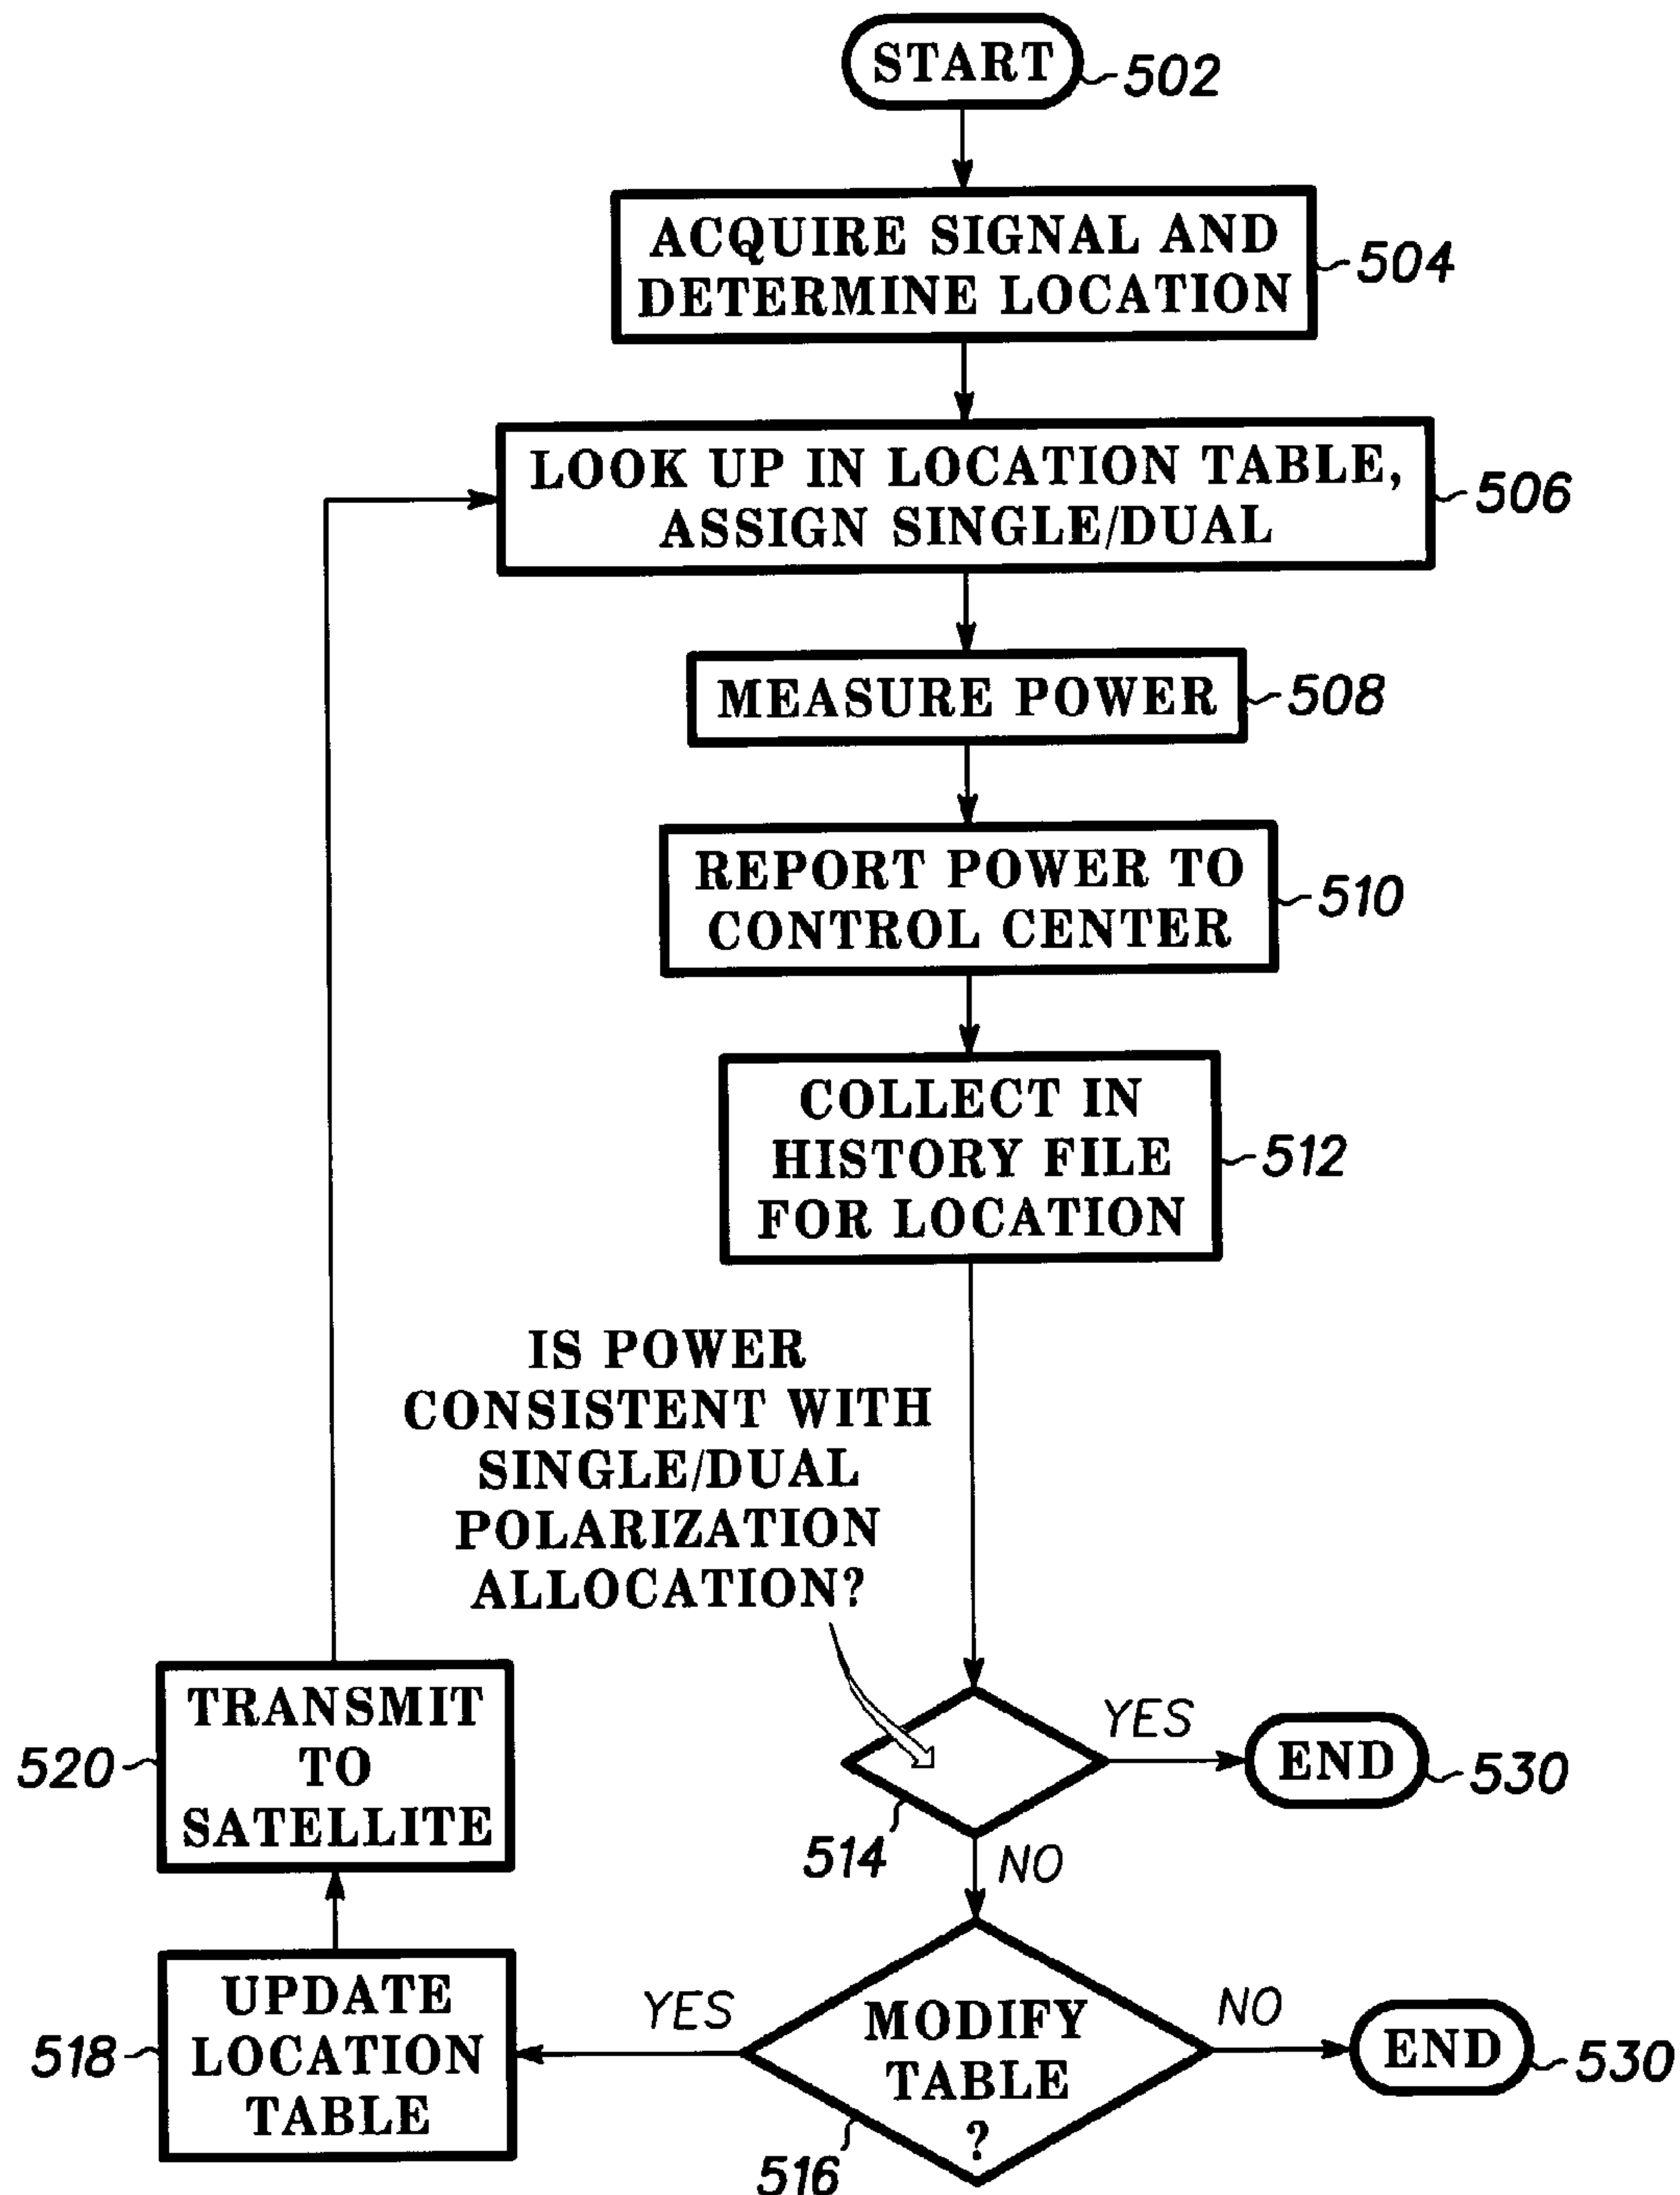 START
502
ACQUIRE SIGNAL AND
DETERMINE LOCATION
504
LOOK UP IN LOCATION TABLE,
ASSIGN SINGLE/DUAL
506
MEASURE POWER
508
REPORT POWER TO
CONTROL CENTER
510
COLLECT IN
HISTORY FILE
FOR LOCATION
512
IS POWER
CONSISTENT WITH
SINGLE/DUAL
POLARIZATION
ALLOCATION?
514
YES
END
530
NO
MODIFY
TABLE
?
516
NO
END
530
YES
UPDATE
LOCATION
TABLE
518
TRANSMIT
TO
SATELLITE
520